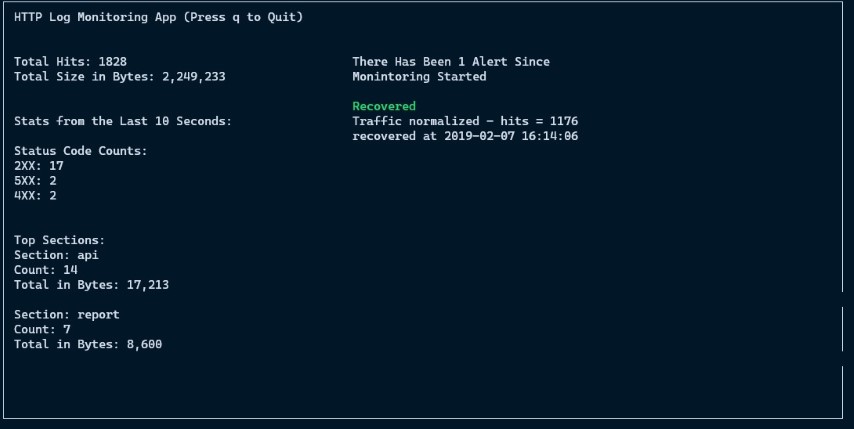 HTTP Log Monitoring App (Press q to Quit)
Total Hits: 1828
Total Size in Bytes: 2,249,233
Stats from the Last 10 Seconds:
Status Code Counts:
2XX: 17
5XX: 2
4XX: 2
Top Sections:
Section: api
Count: 14
Total in Bytes: 17,213
Section: report
Count: 7
Total in Bytes: 8,600
There Has Been 1 Alert Since
Monintoring Started
Recovered
Traffic normalized - hits = 1176
recovered at 2019-02-07 16:14:06